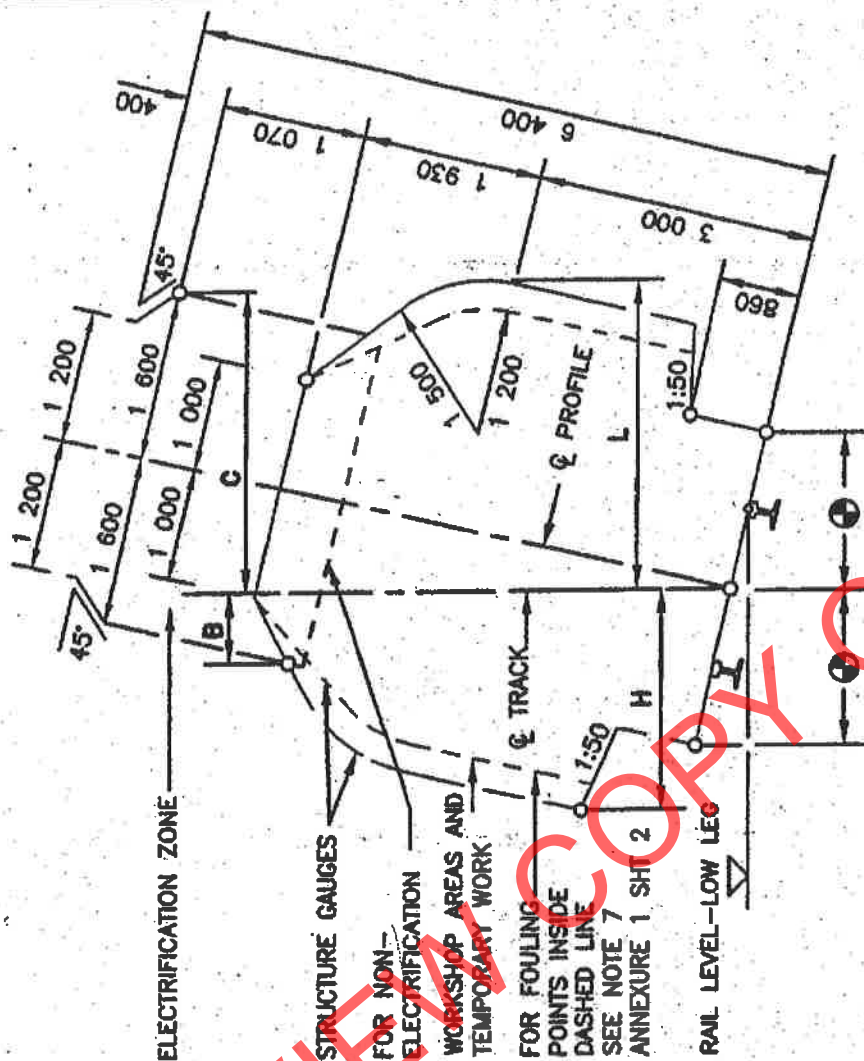 1 200
1 200
1 600
1 600
1 000
1 000
45°
45°
400
1 070
1 930
6 400
3 000
860
C
B
ELECTRIFICATION ZONE
STRUCTURE GAUGES
FOR NON-
ELECTRIFICATION
WORKSHOP AREAS AND
TEMPORARY WORK
FOR FOULING
POINTS INSIDE
DASHED LINE
SEE NOTE 7
ANNEXURE 1 SHT 2
RAIL LEVEL-LOW LEG
℄ TRACK
℄ PROFILE
1 500
1 200
L
H
1:50
1:50
VIEW COPY